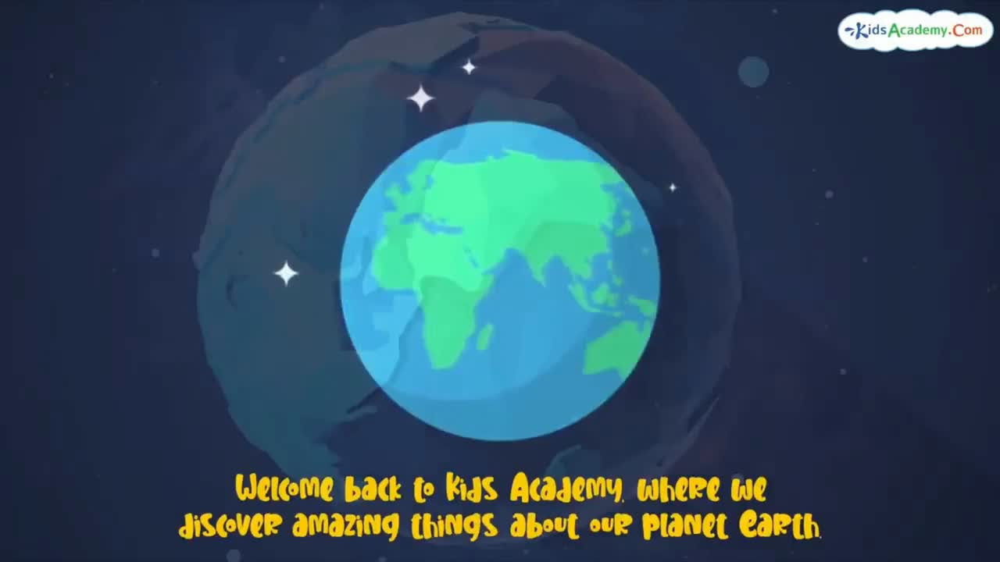 KidsAcademy.Com
Welcome back to Kids Academy, where we
discover amazing things about our planet Earth.